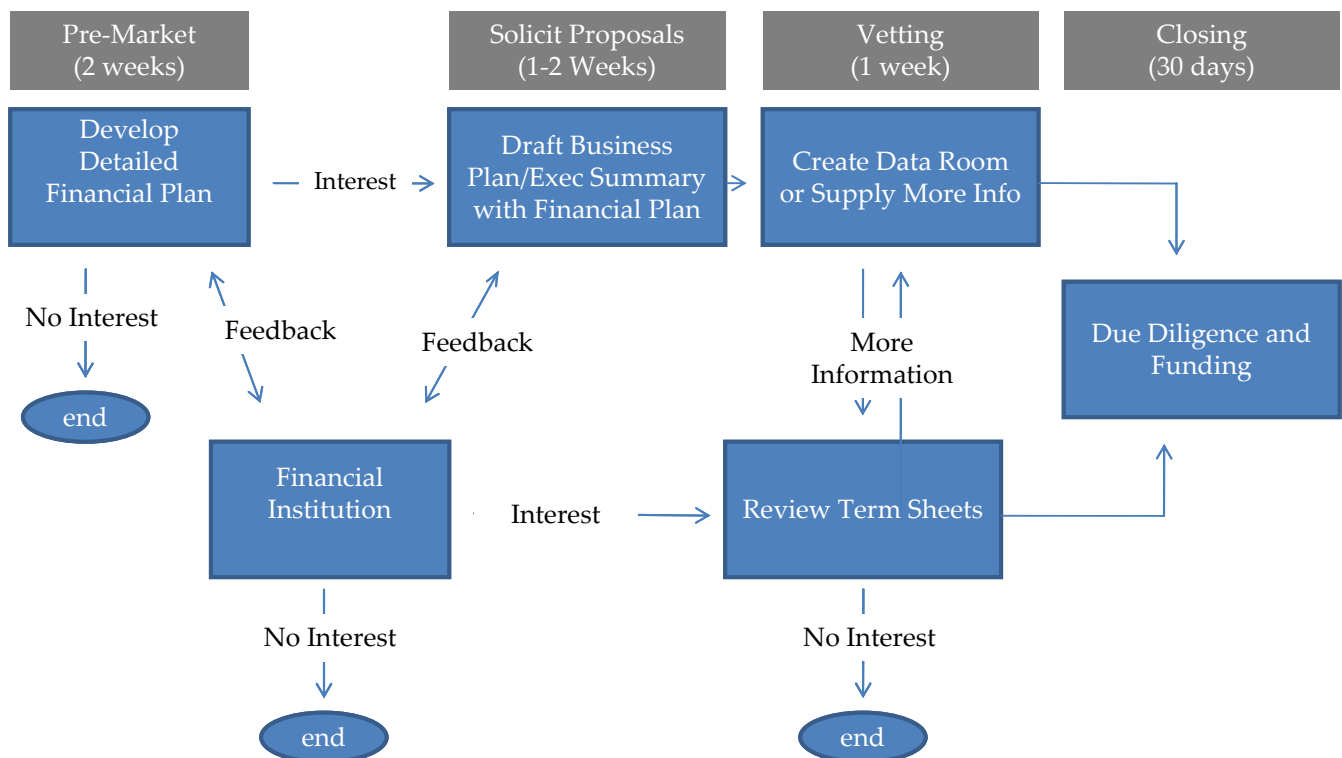 Pre-Market
(2 weeks)
Solicit Proposals
(1-2 Weeks)
Vetting
(1 week)
Closing
(30 days)
Develop
Detailed
Financial Plan
Interest
Draft Business
Plan/Exec Summary
with Financial Plan
Create Data Room
or Supply More Info
No Interest
Feedback
Feedback
More
Information
Due Diligence and
Funding
end
Financial
Institution
Interest
Review Term Sheets
No Interest
No Interest
end
end